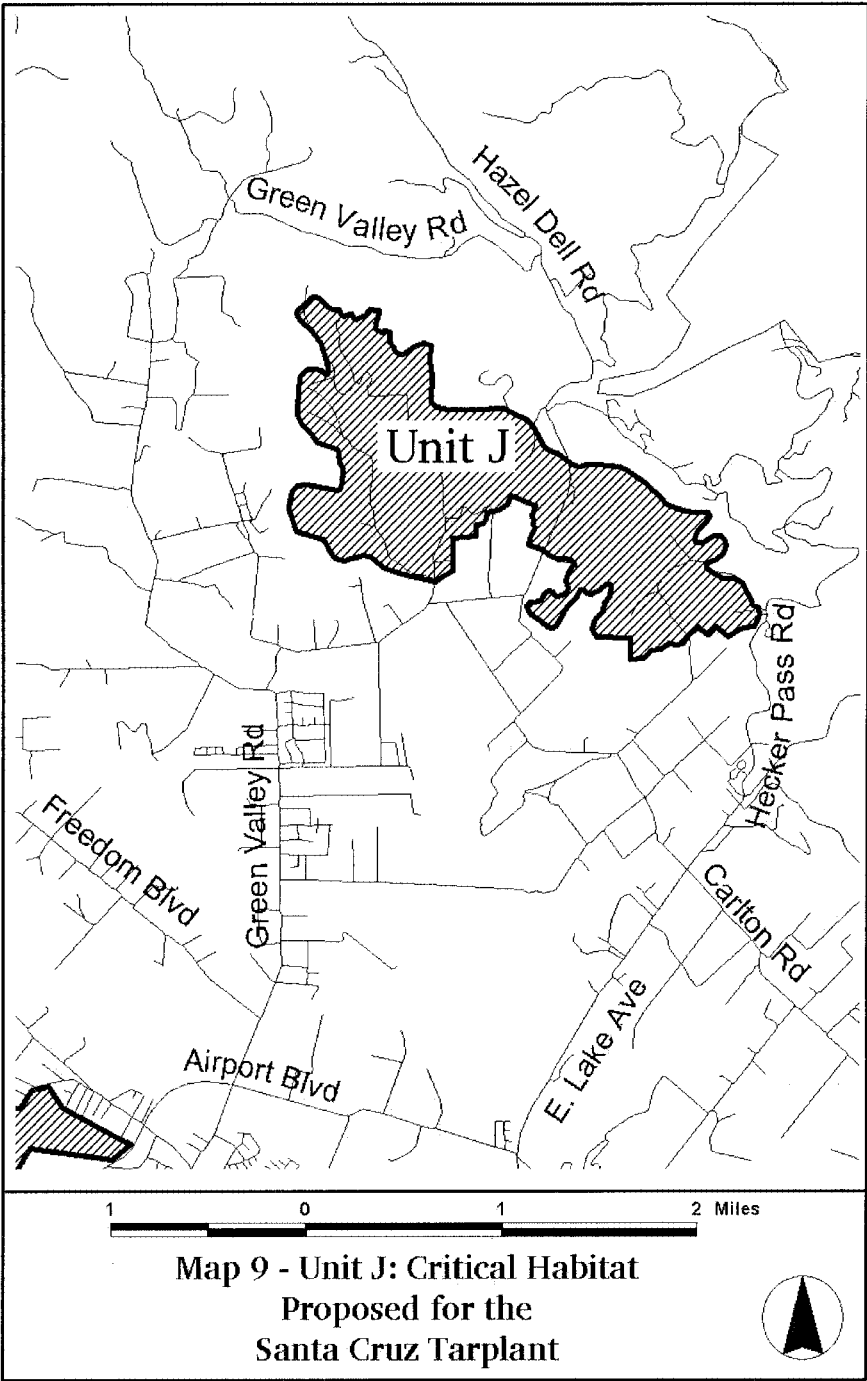 Green Valley Rd
Hazel Dell Rd
Unit J
Hecker Pass Rd
Green Valley Rd
Freedom Blvd
Carlton Rd
E. Lake Ave
Airport Blvd
1 0 1 2 Miles
Map 9 - Unit J: Critical Habitat
Proposed for the
Santa Cruz Tarplant